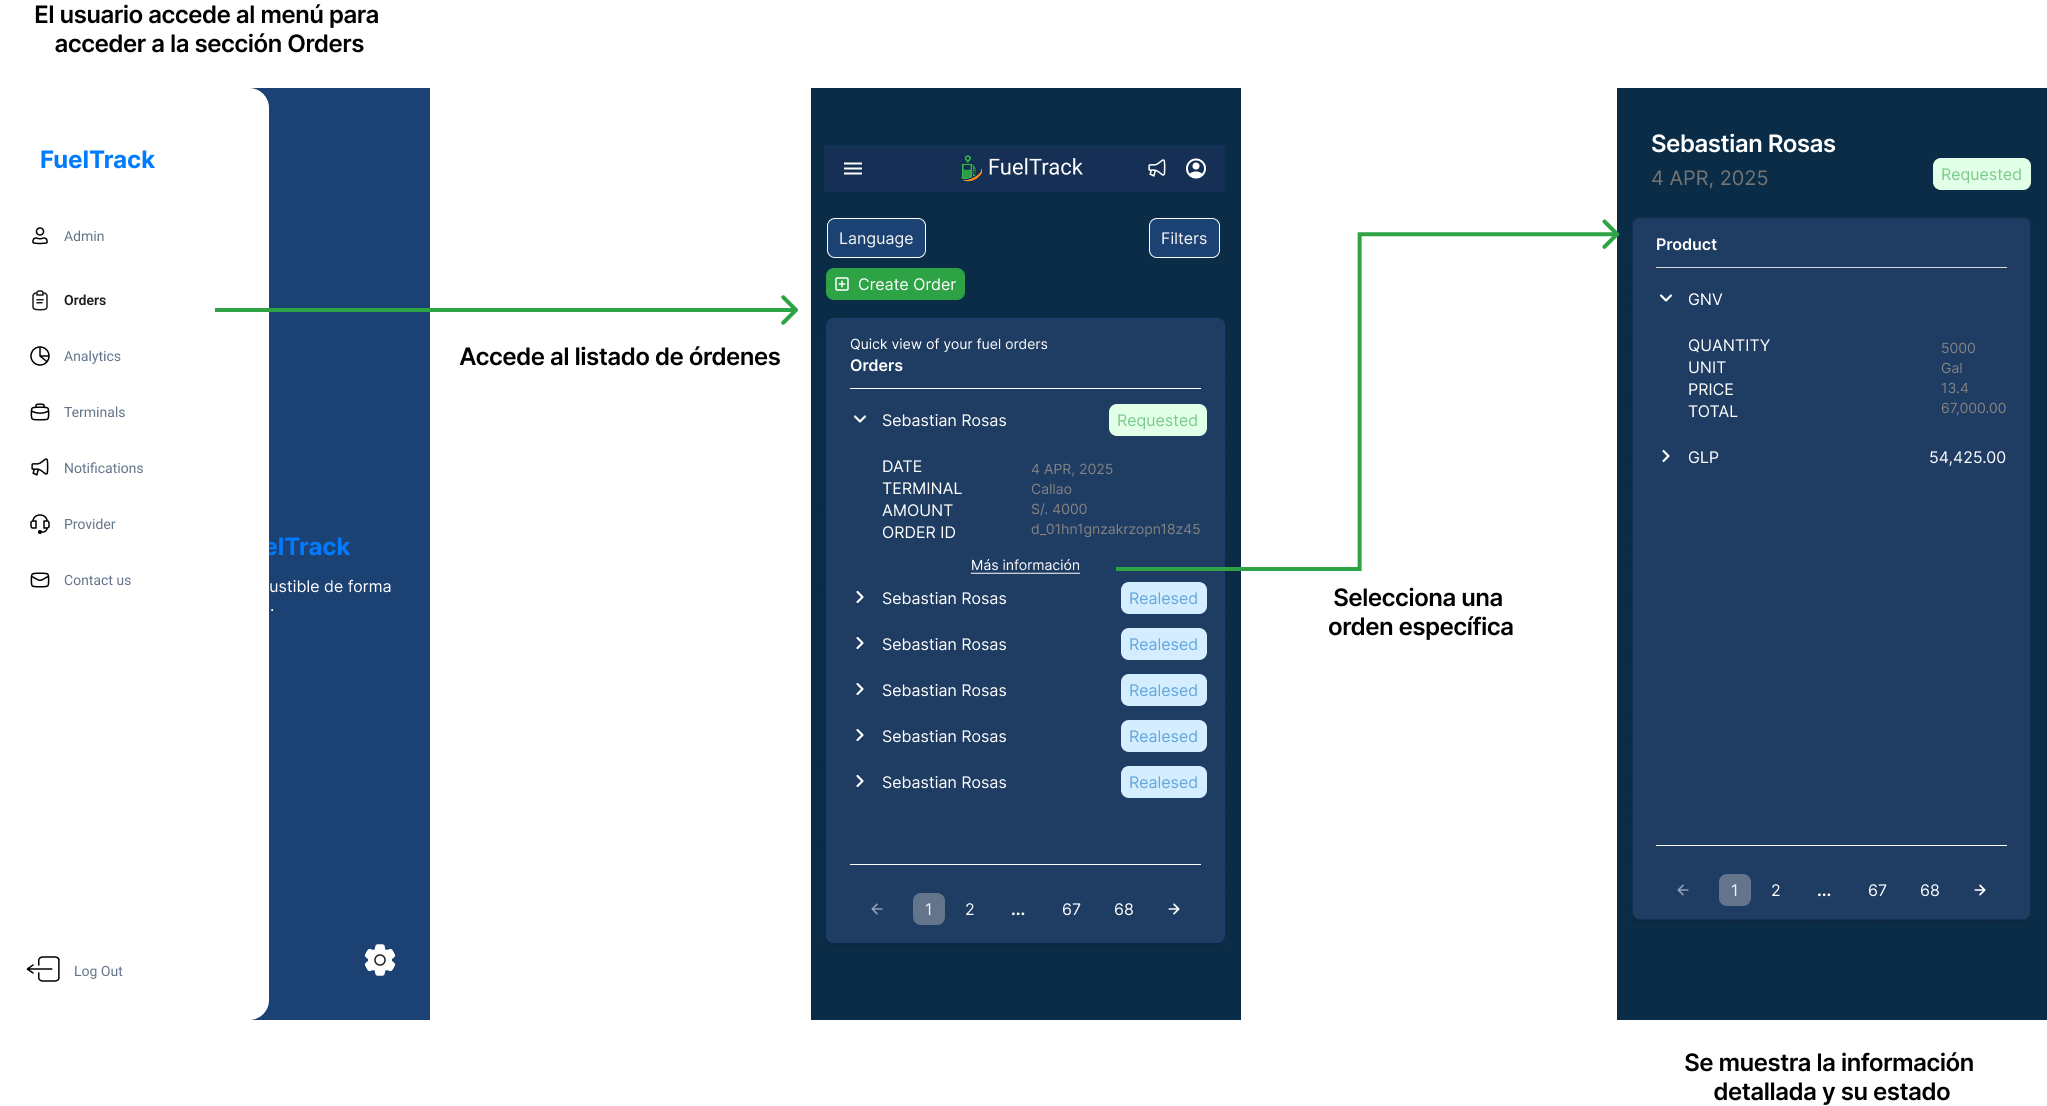 El usuario accede al menú para
acceder a la sección Orders
FuelTrack
Admin
Orders
Analytics
Terminals
Notifications
Provider
Contact us
Log Out
elTrack
ustible de forma
.
Accede al listado de órdenes
FuelTrack
Language
Filters
Create Order
Quick view of your fuel orders
Orders
Sebastian Rosas Requested
DATE 4 APR, 2025
TERMINAL Callao
AMOUNT S/. 4000
ORDER ID d_01hn1gnzakrzopn18z45
Más información
Sebastian Rosas Realesed
Sebastian Rosas Realesed
Sebastian Rosas Realesed
Sebastian Rosas Realesed
Sebastian Rosas Realesed
1 2 ... 67 68
Selecciona una
orden específica
Sebastian Rosas
4 APR, 2025
Requested
Product
GNV
QUANTITY 5000
UNIT Gal
PRICE 13.4
TOTAL 67,000.00
GLP 54,425.00
1 2 ... 67 68
Se muestra la información
detallada y su estado